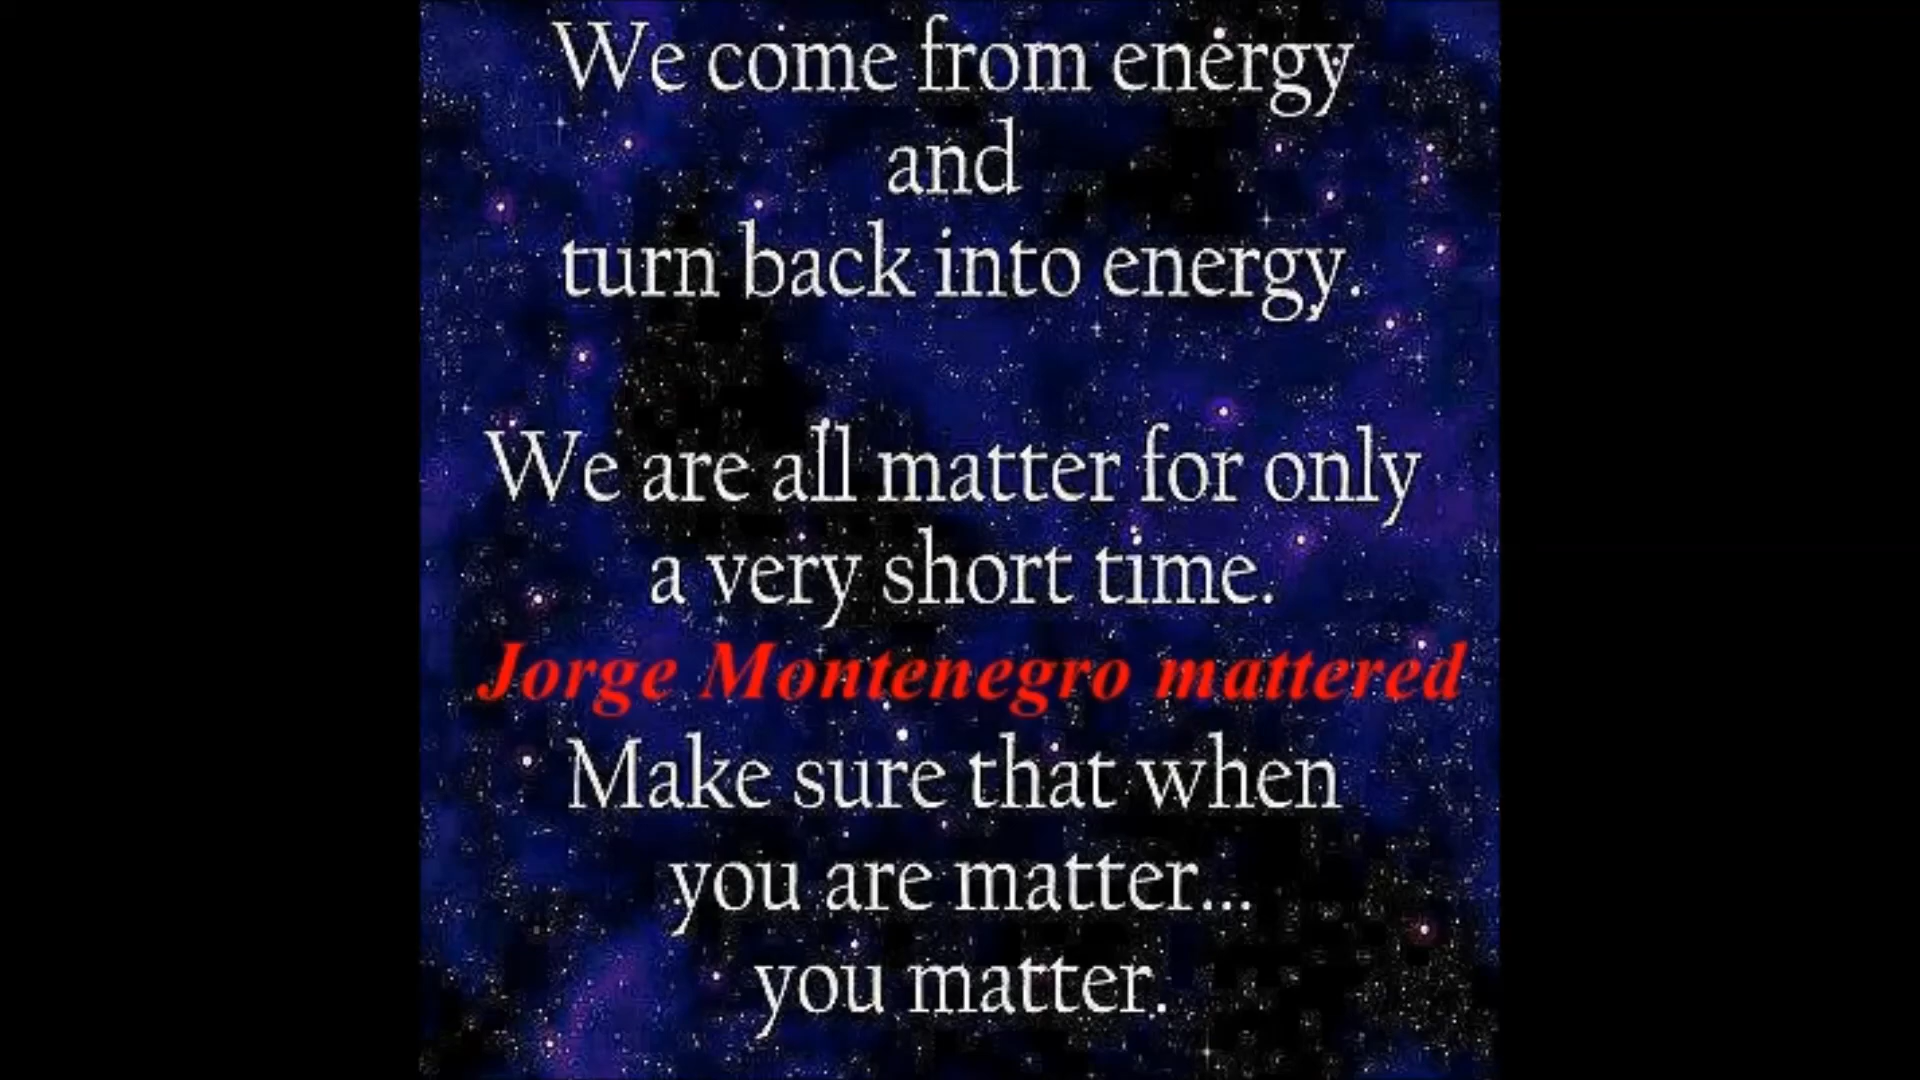 We come from energy
and
turn back into energy.
We are all matter for only
a very short time.
Jorge Montenegro mattered
Make sure that when
you are matter...
you matter.